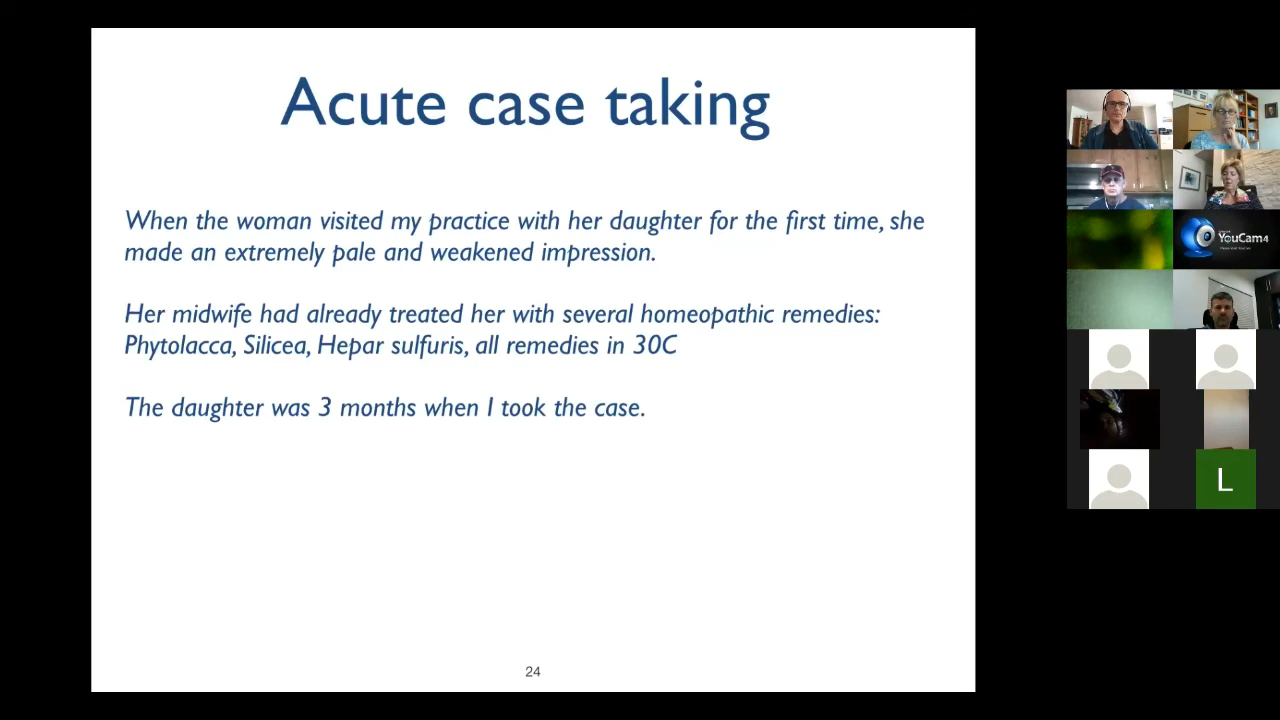 Acute case taking
When the woman visited my practice with her daughter for the first time, she
made an extremely pale and weakened impression.
Her midwife had already treated her with several homeopathic remedies:
Phytolacca, Silicea, Hepar sulfuris, all remedies in 30C
The daughter was 3 months when I took the case.
24
YouCam4
L